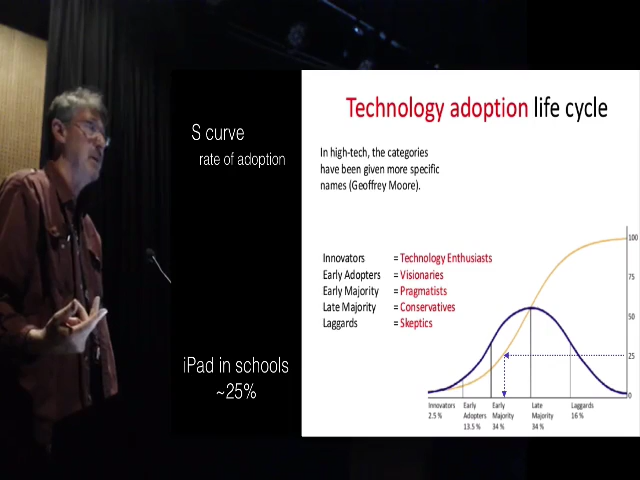 S curve
rate of adoption
iPad in schools
~25%
Technology adoption life cycle
In high-tech, the categories
have been given more specific
names (Geoffrey Moore).
Innovators = Technology Enthusiasts
Early Adopters = Visionaries
Early Majority = Pragmatists
Late Majority = Conservatives
Laggards = Skeptics
100
75
50
25
0
Innovators
2.5 %
Early
Adopters
13.5 %
Early
Majority
34 %
Late
Majority
34 %
Laggards
16 %